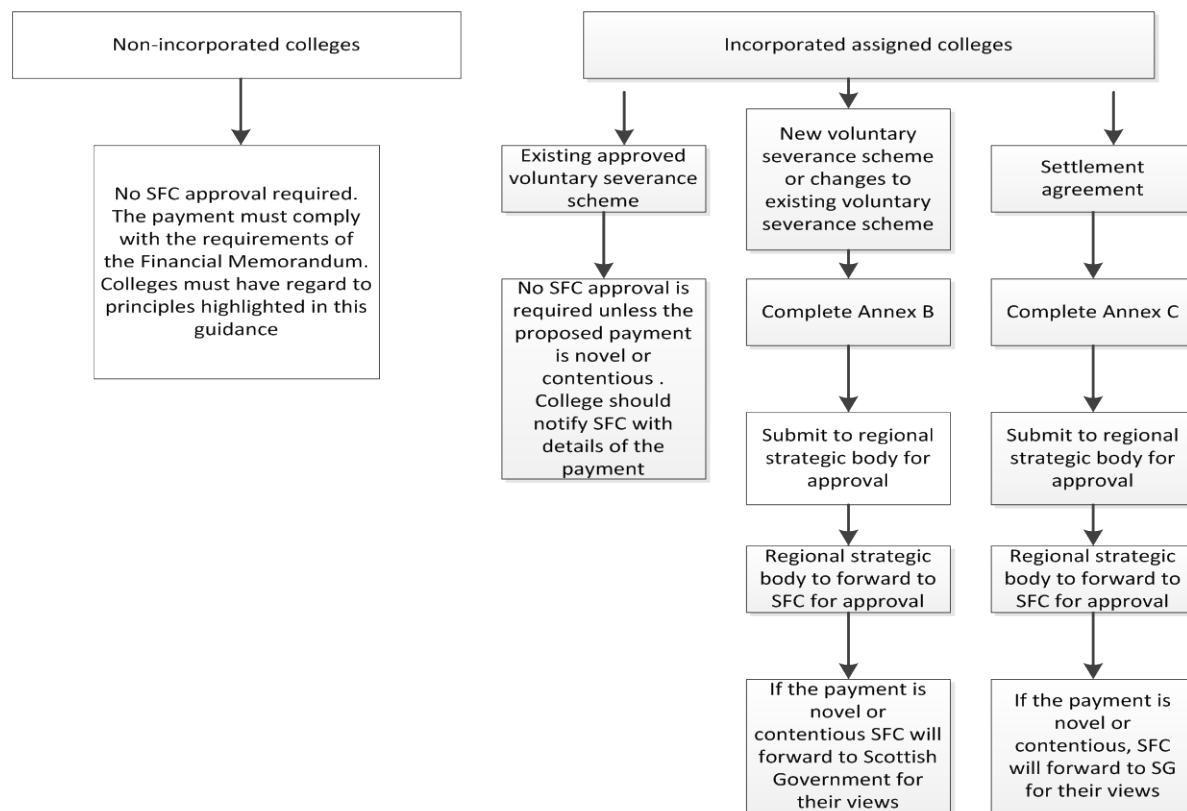 Non-incorporated colleges
No SFC approval required.
The payment must comply
with the requirements of
the Financial Memorandum.
Colleges must have regard to
principles highlighted in this
guidance
Incorporated assigned colleges
Existing approved
voluntary severance
scheme
No SFC approval is
required unless the
proposed payment
is novel or
contentious .
College should
notify SFC with
details of the
payment
New voluntary
severance scheme
or changes to
existing voluntary
severance scheme
Complete Annex B
Submit to regional
strategic body for
approval
Regional strategic
body to forward to
SFC for approval
If the payment is
novel or
contentious SFC will
forward to Scottish
Government for
their views
Settlement
agreement
Complete Annex C
Submit to regional
strategic body for
approval
Regional strategic
body to forward to
SFC for approval
If the payment is
novel or
contentious, SFC
will forward to SG
for their views